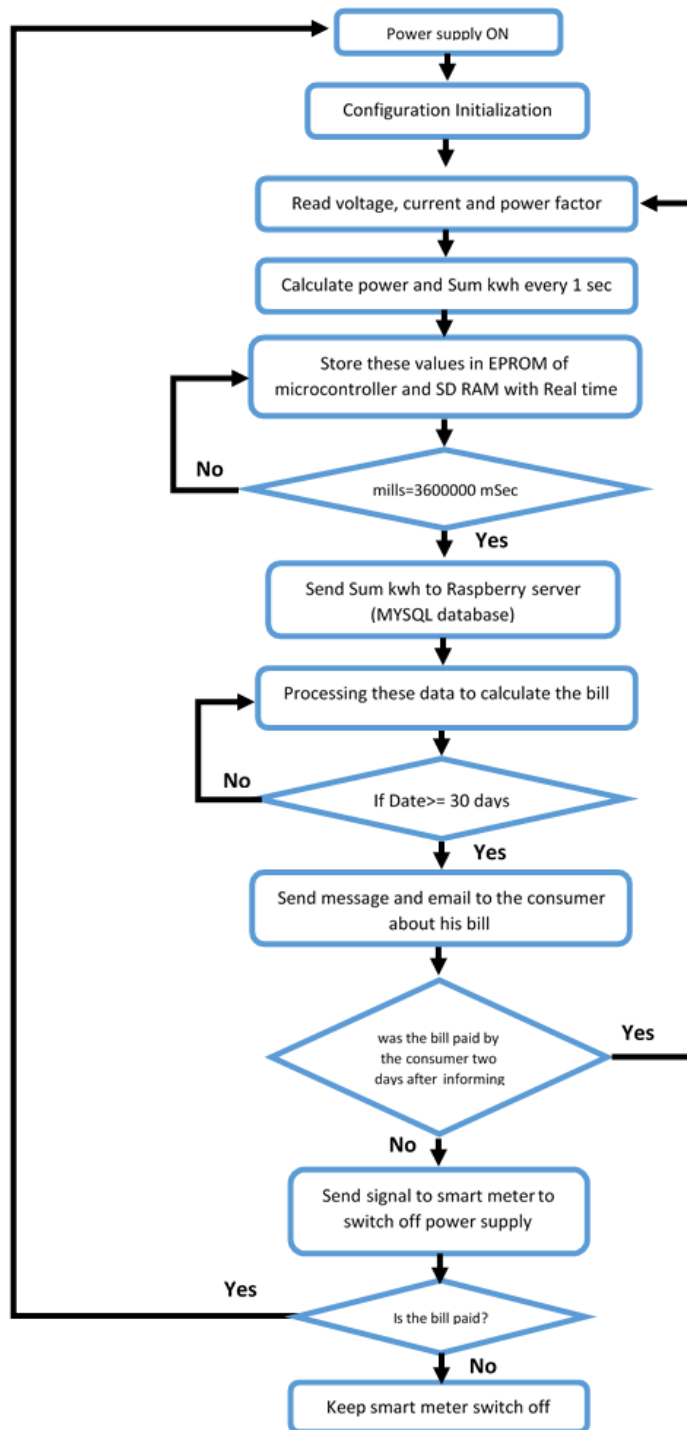 Power supply ON
Configuration Initialization
Read voltage, current and power factor
Calculate power and Sum kwh every 1 sec
Store these values in EPROM of
microcontroller and SD RAM with Real time
No
mills=3600000 mSec
Yes
Send Sum kwh to Raspberry server
(MYSQL database)
Processing these data to calculate the bill
No
If Date>= 30 days
Yes
Send message and email to the consumer
about his bill
was the bill paid by
the consumer two
days after informing
Yes
No
Send signal to smart meter to
switch off power supply
Yes
Is the bill paid?
No
Keep smart meter switch off